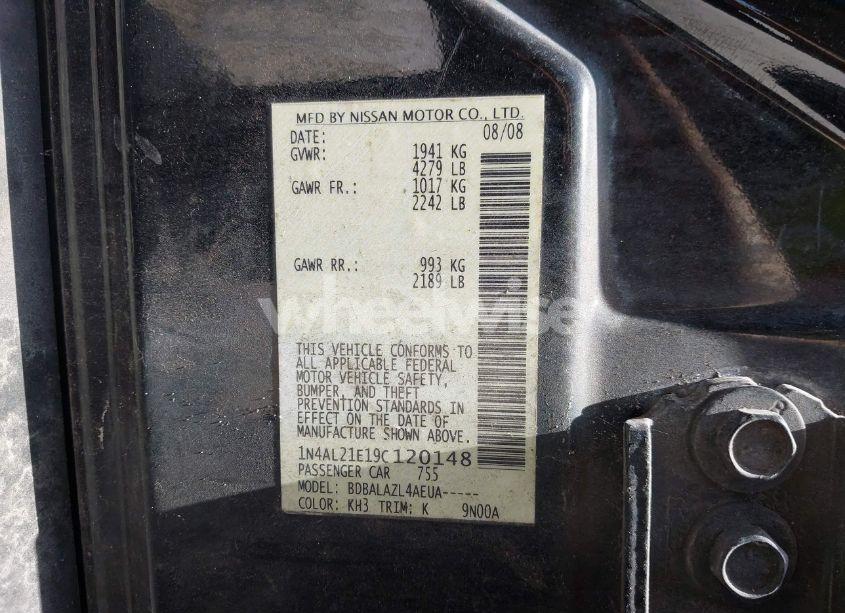 MFD BY NISSAN MOTOR CO., LTD.
DATE: 08/08
GVWR: 1941 KG
4279 LB
GAWR FR.: 1017 KG
2242 LB
GAWR RR.: 993 KG
2189 LB
wheelwise
THIS VEHICLE CONFORMS TO
ALL APPLICABLE FEDERAL
MOTOR VEHICLE SAFETY,
BUMPER, AND THEFT
PREVENTION STANDARDS IN
EFFECT ON THE DATE OF
MANUFACTURE SHOWN ABOVE.
1N4AL21E19C120148
PASSENGER CAR 755
MODEL: BDBALAZL4AEUA-----
COLOR: KH3 TRIM: K 9N00A